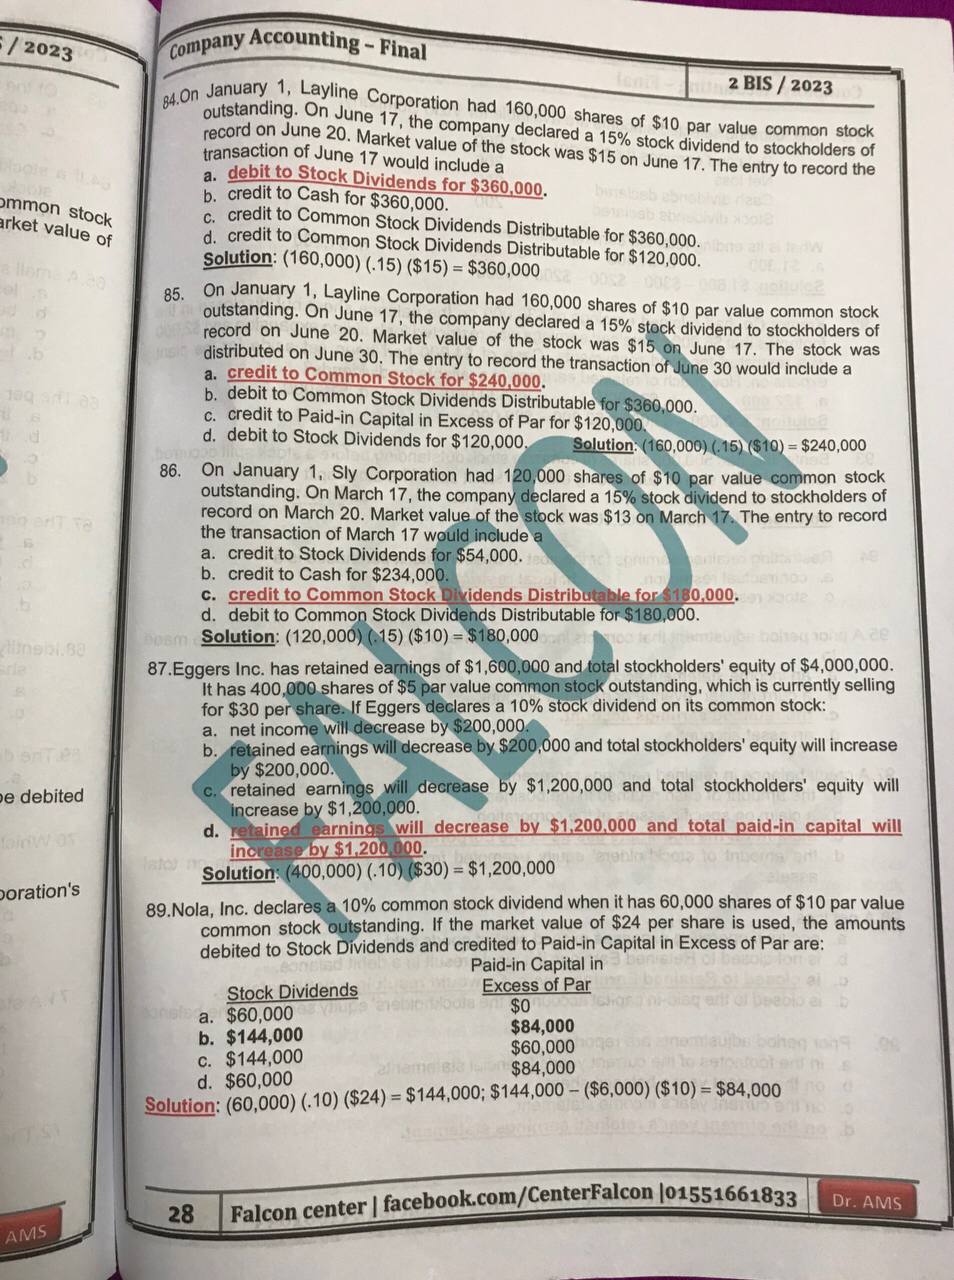 / 2023
ommon stock
arket value of
be debited
poration's
AMS
Company Accounting – Final
2 BIS / 2023
84.On January 1, Layline Corporation had 160,000 shares of $10 par value common stock
outstanding. On June 17, the company declared a 15% stock dividend to stockholders of
record on June 20. Market value of the stock was $15 on June 17. The entry to record the
transaction of June 17 would include a
a. debit to Stock Dividends for $360,000.
b. credit to Cash for $360,000.
c. credit to Common Stock Dividends Distributable for $360,000.
d. credit to Common Stock Dividends Distributable for $120,000.
Solution: (160,000) (.15) ($15) = $360,000
85. On January 1, Layline Corporation had 160,000 shares of $10 par value common stock
outstanding. On June 17, the company declared a 15% stock dividend to stockholders of
record on June 20. Market value of the stock was $15 on June 17. The stock was
distributed on June 30. The entry to record the transaction of June 30 would include a
a. credit to Common Stock for $240,000.
b. debit to Common Stock Dividends Distributable for $360,000.
c. credit to Paid-in Capital in Excess of Par for $120,000.
d. debit to Stock Dividends for $120,000. Solution: (160,000) (.15) ($10) = $240,000
86. On January 1, Sly Corporation had 120,000 shares of $10 par value common stock
outstanding. On March 17, the company declared a 15% stock dividend to stockholders of
record on March 20. Market value of the stock was $13 on March 17. The entry to record
the transaction of March 17 would include a
a. credit to Stock Dividends for $54,000.
b. credit to Cash for $234,000.
c. credit to Common Stock Dividends Distributable for $180,000.
d. debit to Common Stock Dividends Distributable for $180,000.
Solution: (120,000) (.15) ($10) = $180,000
87.Eggers Inc. has retained earnings of $1,600,000 and total stockholders' equity of $4,000,000.
It has 400,000 shares of $5 par value common stock outstanding, which is currently selling
for $30 per share. If Eggers declares a 10% stock dividend on its common stock:
a. net income will decrease by $200,000.
b. retained earnings will decrease by $200,000 and total stockholders' equity will increase
by $200,000.
c. retained earnings will decrease by $1,200,000 and total stockholders' equity will
increase by $1,200,000.
d. retained earnings will decrease by $1,200,000 and total paid-in capital will
increase by $1,200,000.
Solution: (400,000) (.10) ($30) = $1,200,000
89.Nola, Inc. declares a 10% common stock dividend when it has 60,000 shares of $10 par value
common stock outstanding. If the market value of $24 per share is used, the amounts
debited to Stock Dividends and credited to Paid-in Capital in Excess of Par are:
Paid-in Capital in
Stock Dividends Excess of Par
a. $60,000 $0
b. $144,000 $84,000
c. $144,000 $60,000
d. $60,000 $84,000
Solution: (60,000) (.10) ($24) = $144,000; $144,000 – ($6,000) ($10) = $84,000
FALCON
28 Falcon center | facebook.com/CenterFalcon |01551661833 Dr. AMS